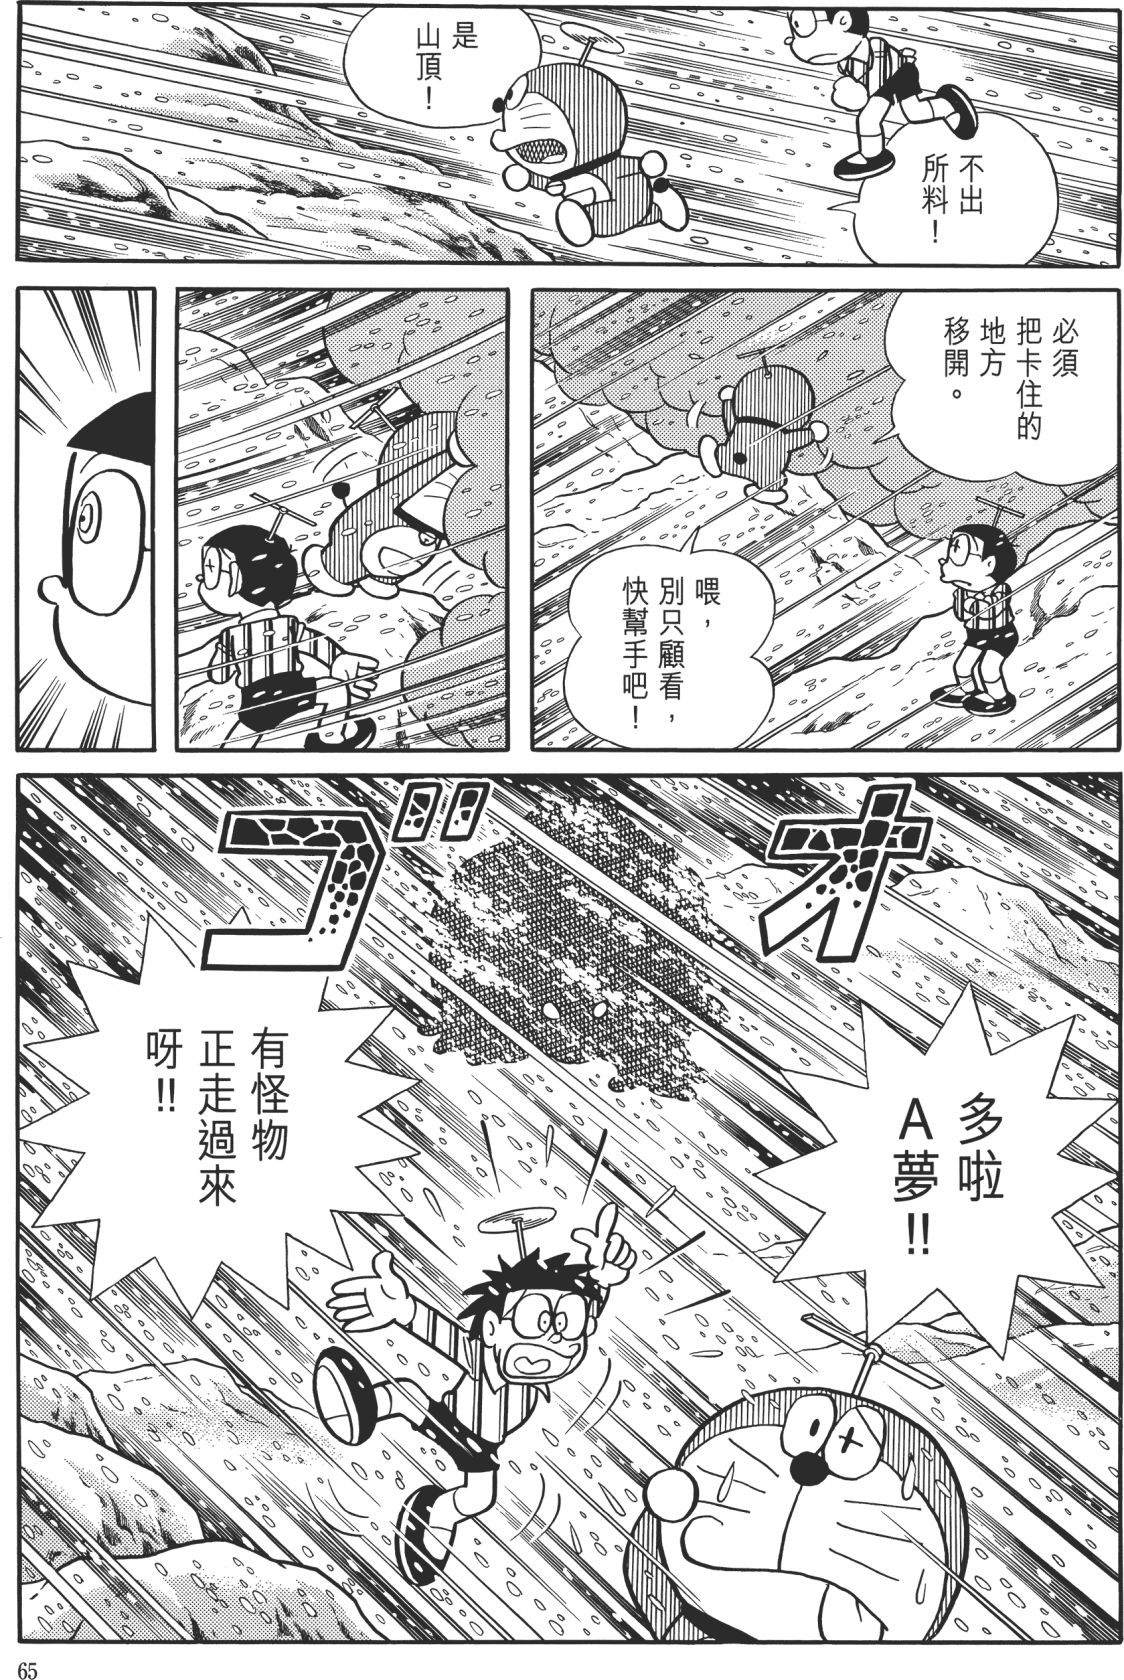 不出
所料！
是
山頂！
必須
把卡住的
地方
移開。
喂，
別只顧看，
快幫手吧！
オ
ゴ
多啦
A夢!!
有怪物
正走過來
呀!!
65